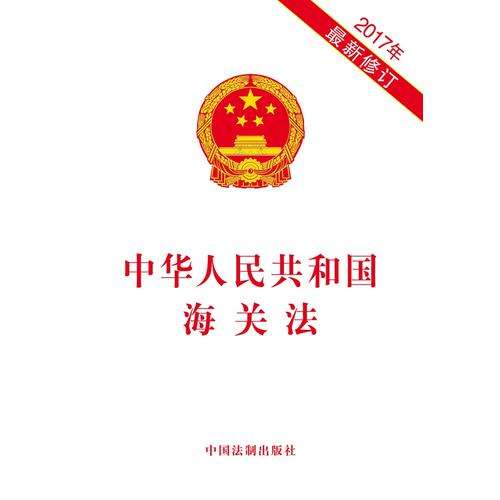 2017年
最新修订
中华人民共和国
海关法
中国法制出版社